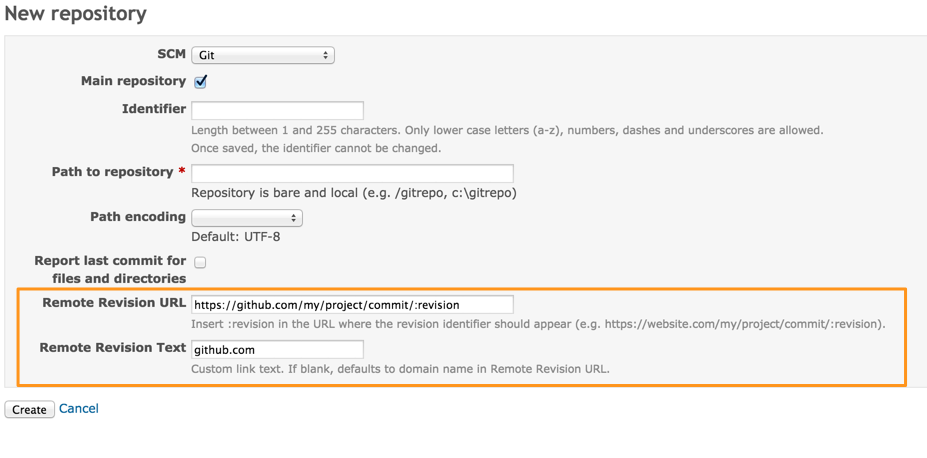 New repository
SCM Git
Main repository
Identifier
Length between 1 and 255 characters. Only lower case letters (a-z), numbers, dashes and underscores are allowed.
Once saved, the identifier cannot be changed.
Path to repository *
Repository is bare and local (e.g. /gitrepo, c:\gitrepo)
Path encoding
Default: UTF-8
Report last commit for
files and directories
Remote Revision URL https://github.com/my/project/commit/:revision
Insert :revision in the URL where the revision identifier should appear (e.g. https://website.com/my/project/commit/:revision).
Remote Revision Text github.com
Custom link text. If blank, defaults to domain name in Remote Revision URL.
Create Cancel